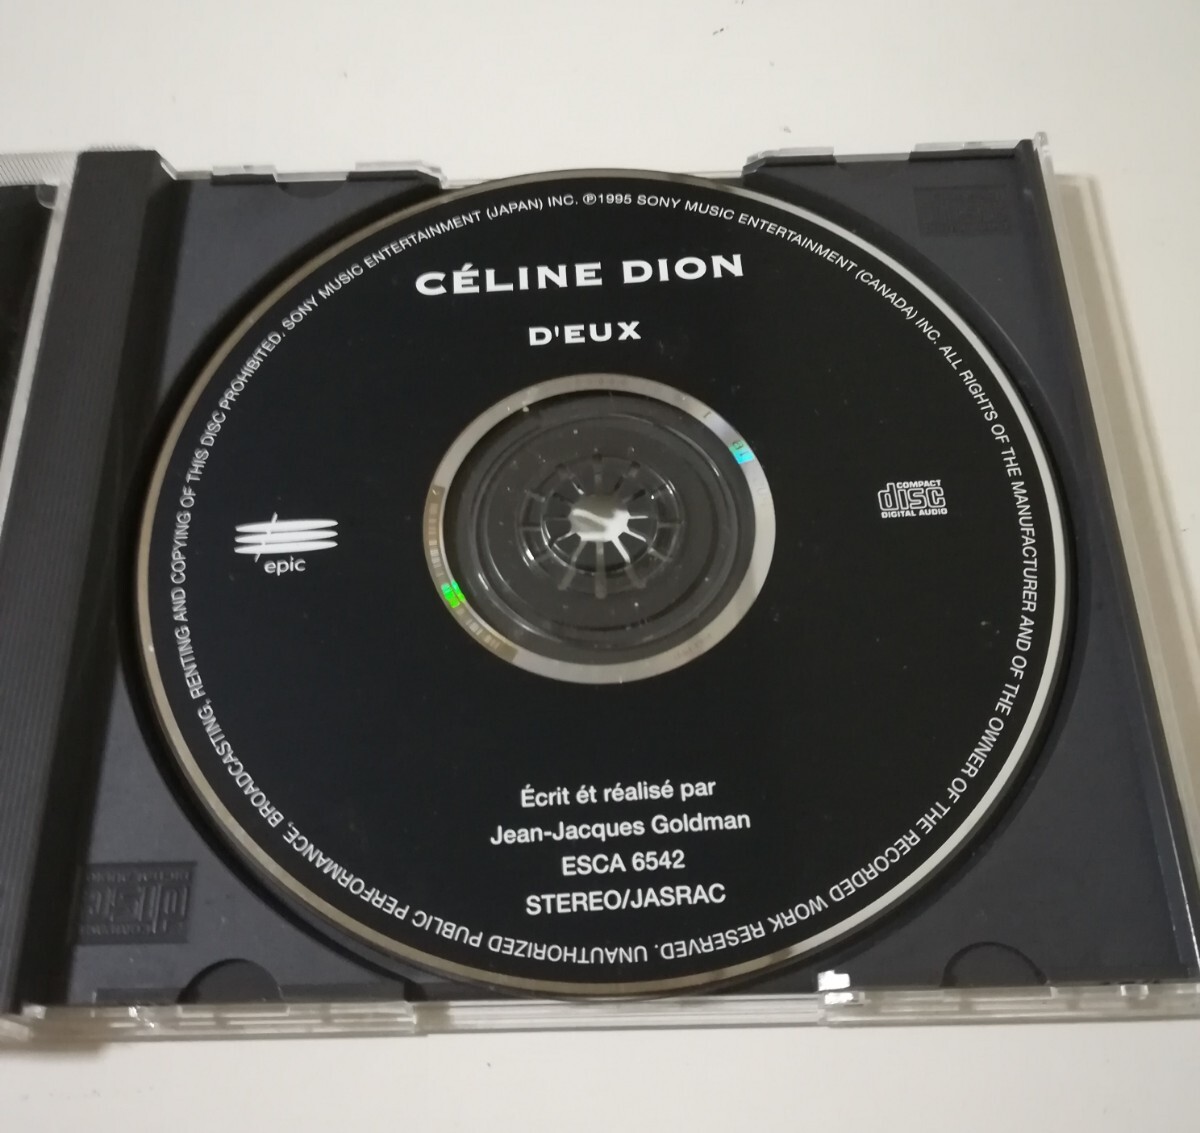 CÉLINE DION
D'EUX
epic
COMPACT
disc
DIGITAL AUDIO
Écrit ét réalisé par
Jean-Jacques Goldman
ESCA 6542
STEREO/JASRAC
℗1995 SONY MUSIC ENTERTAINMENT (CANADA) INC. ALL RIGHTS OF THE MANUFACTURER AND OF THE OWNER OF THE RECORDED WORK RESERVED. UNAUTHORIZED PUBLIC PERFORMANCE, BROADCASTING, RENTING AND COPYING OF THIS DISC PROHIBITED. SONY MUSIC ENTERTAINMENT (JAPAN) INC.